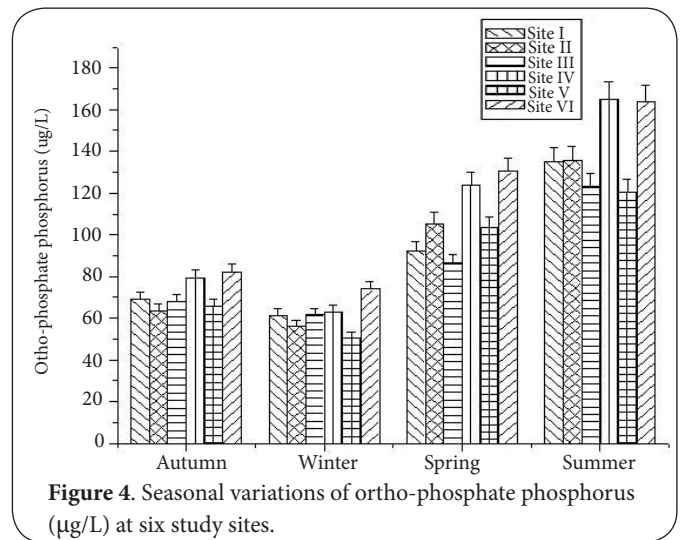 Site I
Site II
Site III
Site IV
Site V
Site VI
Otho-phosphate phosphorus (ug/L)
180
160
140
120
100
80
60
40
20
0
Autumn Winter Spring Summer
Figure 4. Seasonal variations of ortho-phosphate phosphorus
(µg/L) at six study sites.